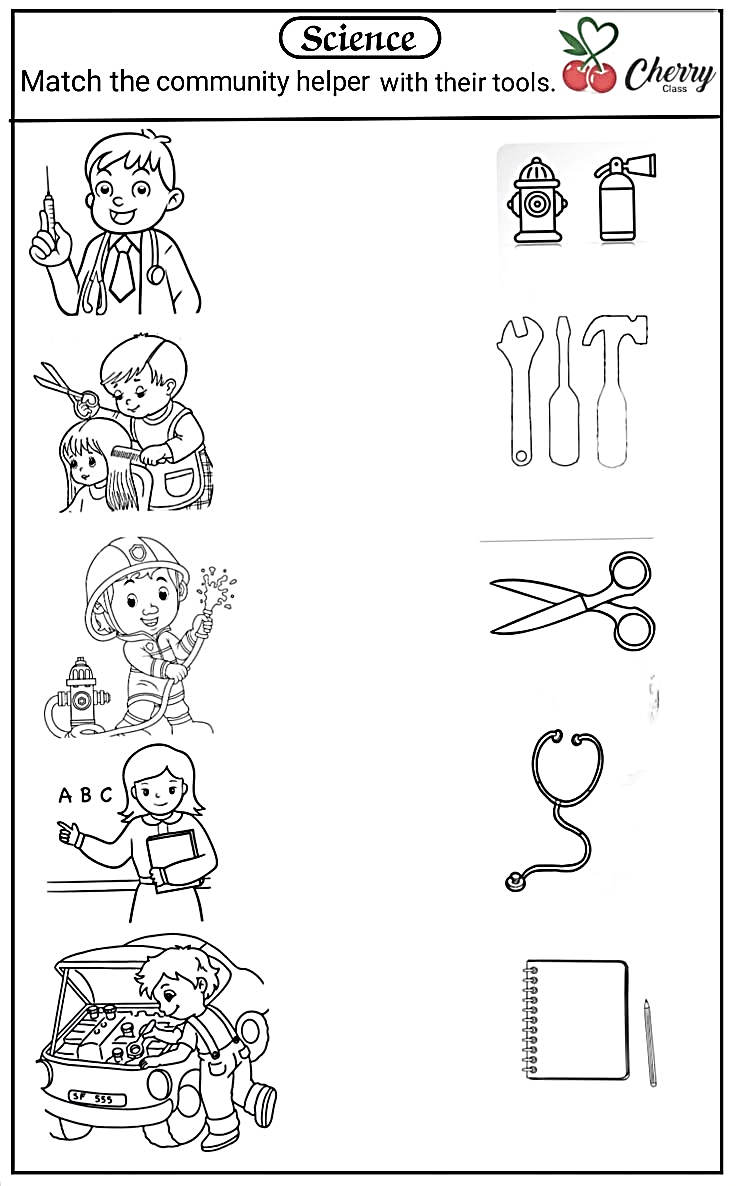 Science
Match the community helper with their tools.
Cherry
Class
A B C
SF 555